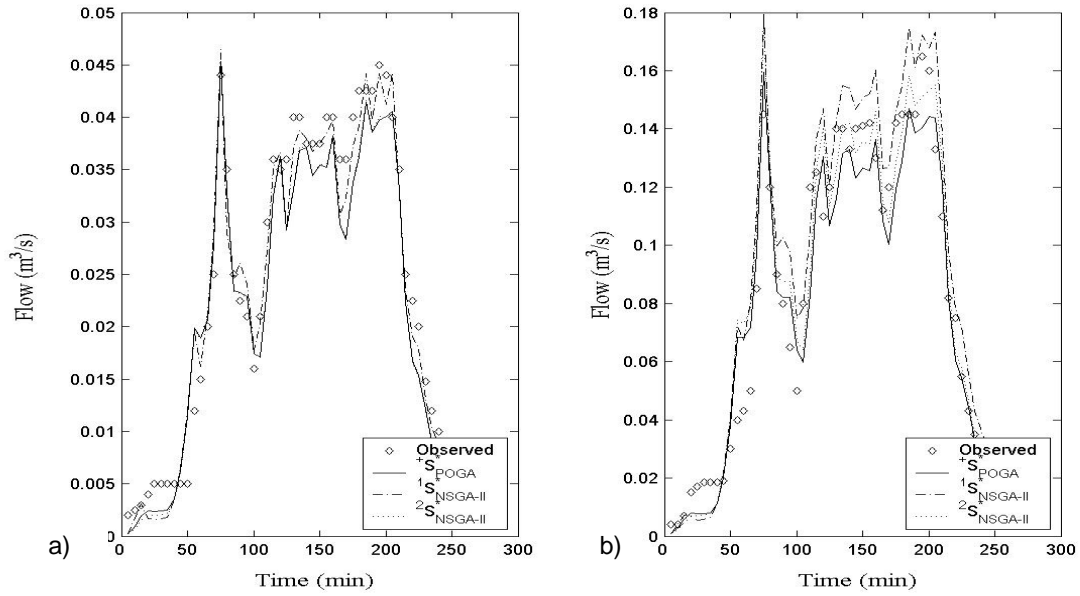 0.05
0.045
0.04
0.035
0.03
0.025
0.02
0.015
0.01
0.005
0
0
50
100
150
200
250
300
Flow (m³/s)
Time (min)
Observed
⁺S*POGA
¹S*NSGA-II
²S*NSGA-II
a)
0.18
0.16
0.14
0.12
0.1
0.08
0.06
0.04
0.02
0
0
50
100
150
200
250
300
Flow (m³/s)
Time (min)
Observed
⁺S*POGA
¹S*NSGA-II
²S*NSGA-II
b)